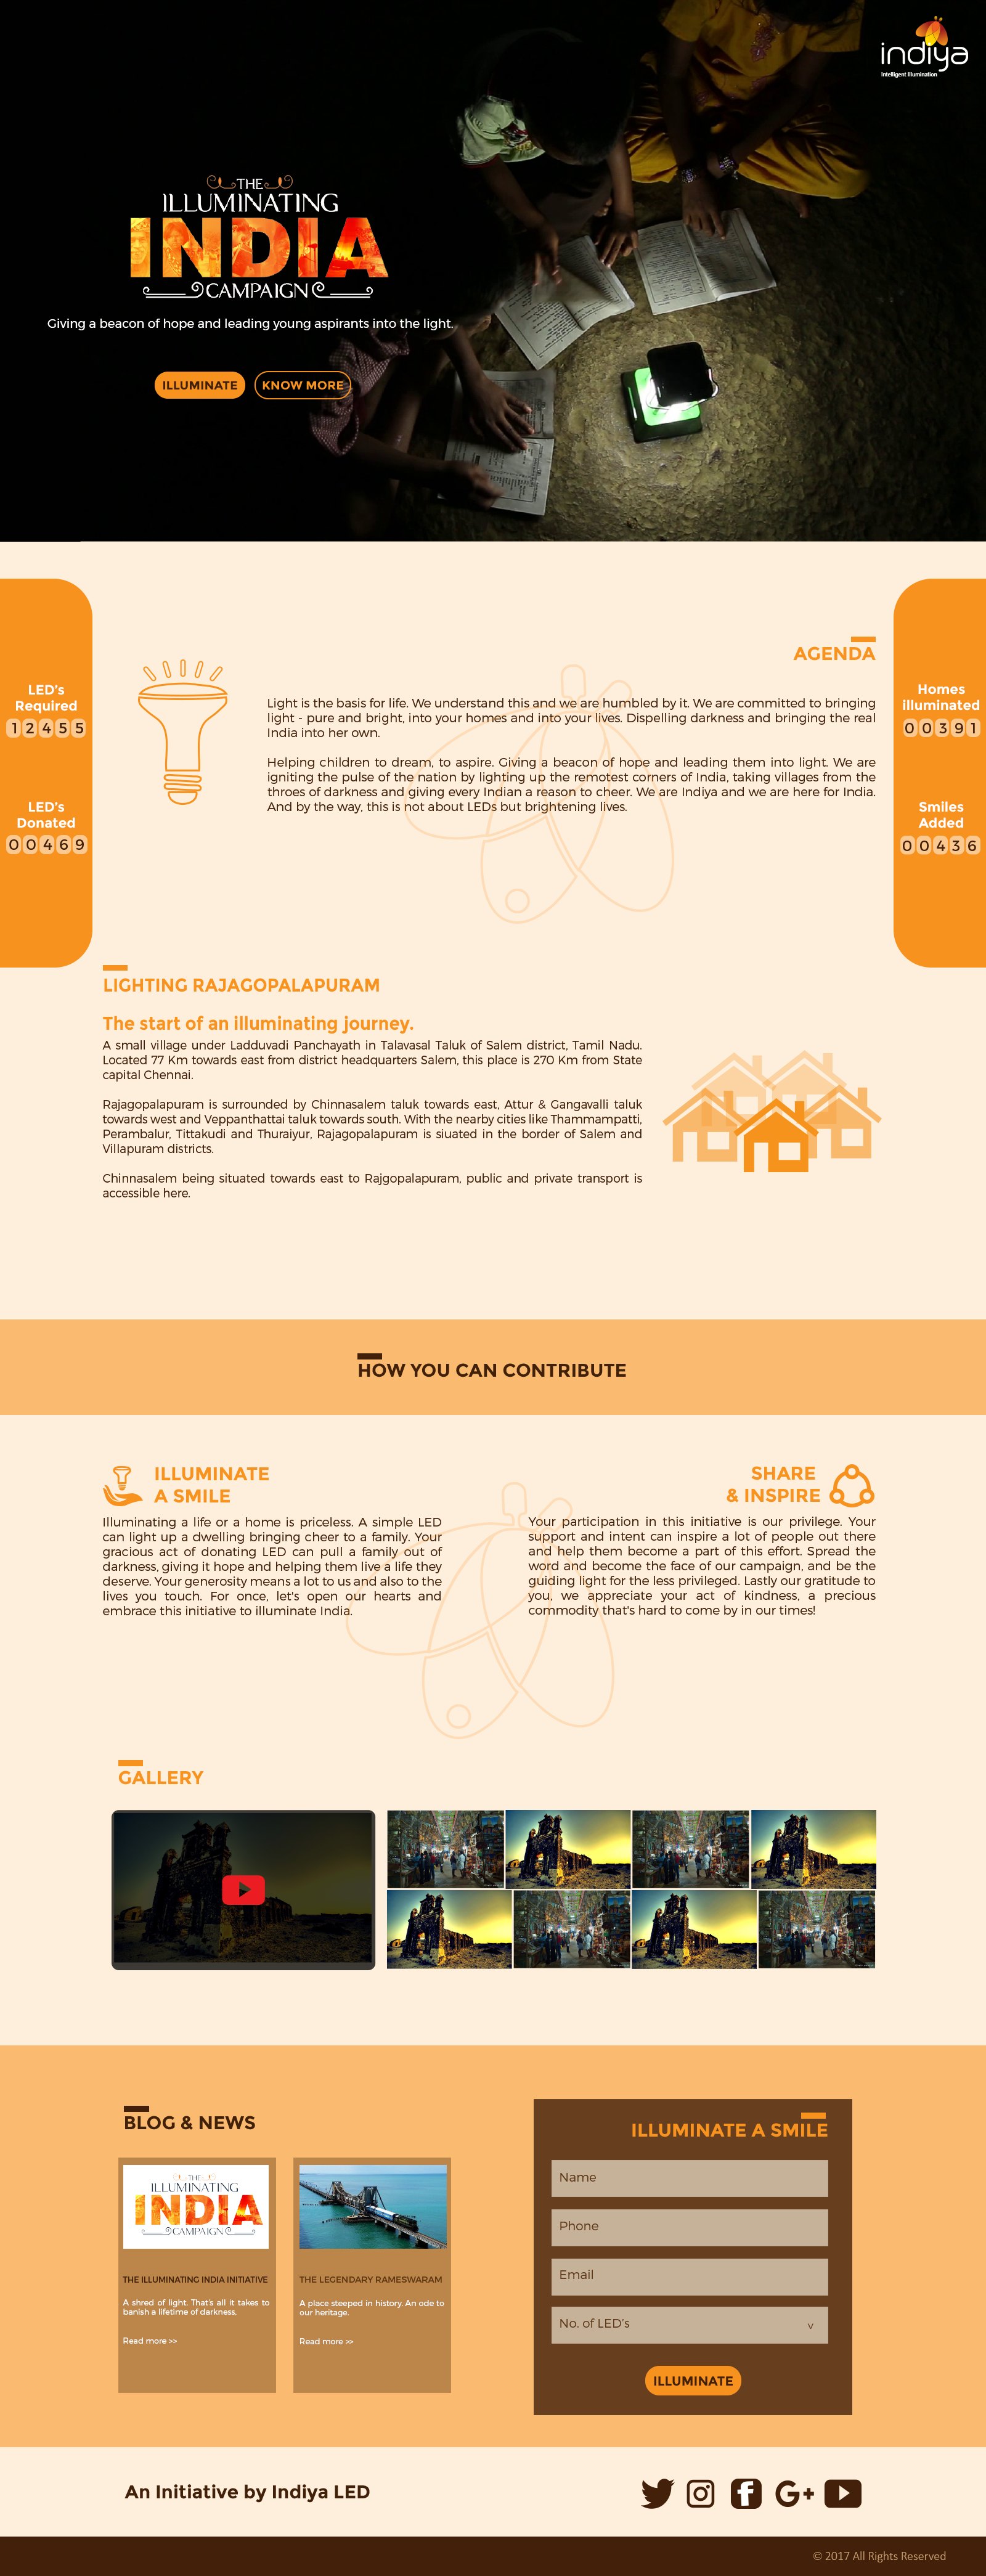 indiya
Intelligent Illumination
THE
ILLUMINATING
INDIA
CAMPAIGN
Giving a beacon of hope and leading young aspirants into the light.
ILLUMINATE
KNOW MORE
LED's
Required
1 2 4 5 5
LED's
Donated
0 0 4 6 9
Homes
illuminated
0 0 3 9 1
Smiles
Added
0 0 4 3 6
AGENDA
Light is the basis for life. We understand this and we are humbled by it. We are committed to bringing
light - pure and bright, into your homes and into your lives. Dispelling darkness and bringing the real
India into her own.
Helping children to dream, to aspire. Giving a beacon of hope and leading them into light. We are
igniting the pulse of the nation by lighting up the remotest corners of India, taking villages from the
throes of darkness and giving every Indian a reason to cheer. We are Indiya and we are here for India.
And by the way, this is not about LEDs but brightening lives.
LIGHTING RAJAGOPALAPURAM
The start of an illuminating journey.
A small village under Ladduvadi Panchayath in Talavasal Taluk of Salem district, Tamil Nadu.
Located 77 Km towards east from district headquarters Salem, this place is 270 Km from State
capital Chennai.
Rajagopalapuram is surrounded by Chinnasalem taluk towards east, Attur & Gangavalli taluk
towards west and Veppanthattai taluk towards south. With the nearby cities like Thammampatti,
Perambalur, Tittakudi and Thuraiyur, Rajagopalapuram is siuated in the border of Salem and
Villapuram districts.
Chinnasalem being situated towards east to Rajgopalapuram, public and private transport is
accessible here.
HOW YOU CAN CONTRIBUTE
ILLUMINATE
A SMILE
Illuminating a life or a home is priceless. A simple LED
can light up a dwelling bringing cheer to a family. Your
gracious act of donating LED can pull a family out of
darkness, giving it hope and helping them live a life they
deserve. Your generosity means a lot to us and also to the
lives you touch. For once, let's open our hearts and
embrace this initiative to illuminate India.
SHARE
& INSPIRE
Your participation in this initiative is our privilege. Your
support and intent can inspire a lot of people out there
and help them become a part of this effort. Spread the
word and become the face of our campaign, and be the
guiding light for the less privileged. Lastly our gratitude to
you, we appreciate your act of kindness, a precious
commodity that's hard to come by in our times!
GALLERY
BLOG & NEWS
THE
ILLUMINATING
INDIA
CAMPAIGN
THE ILLUMINATING INDIA INITIATIVE
A shred of light. That's all it takes to
banish a lifetime of darkness.
Read more >>
THE LEGENDARY RAMESWARAM
A place steeped in history. An ode to
our heritage.
Read more >>
ILLUMINATE A SMILE
Name
Phone
Email
No. of LED's
v
ILLUMINATE
An Initiative by Indiya LED
G+
© 2017 All Rights Reserved